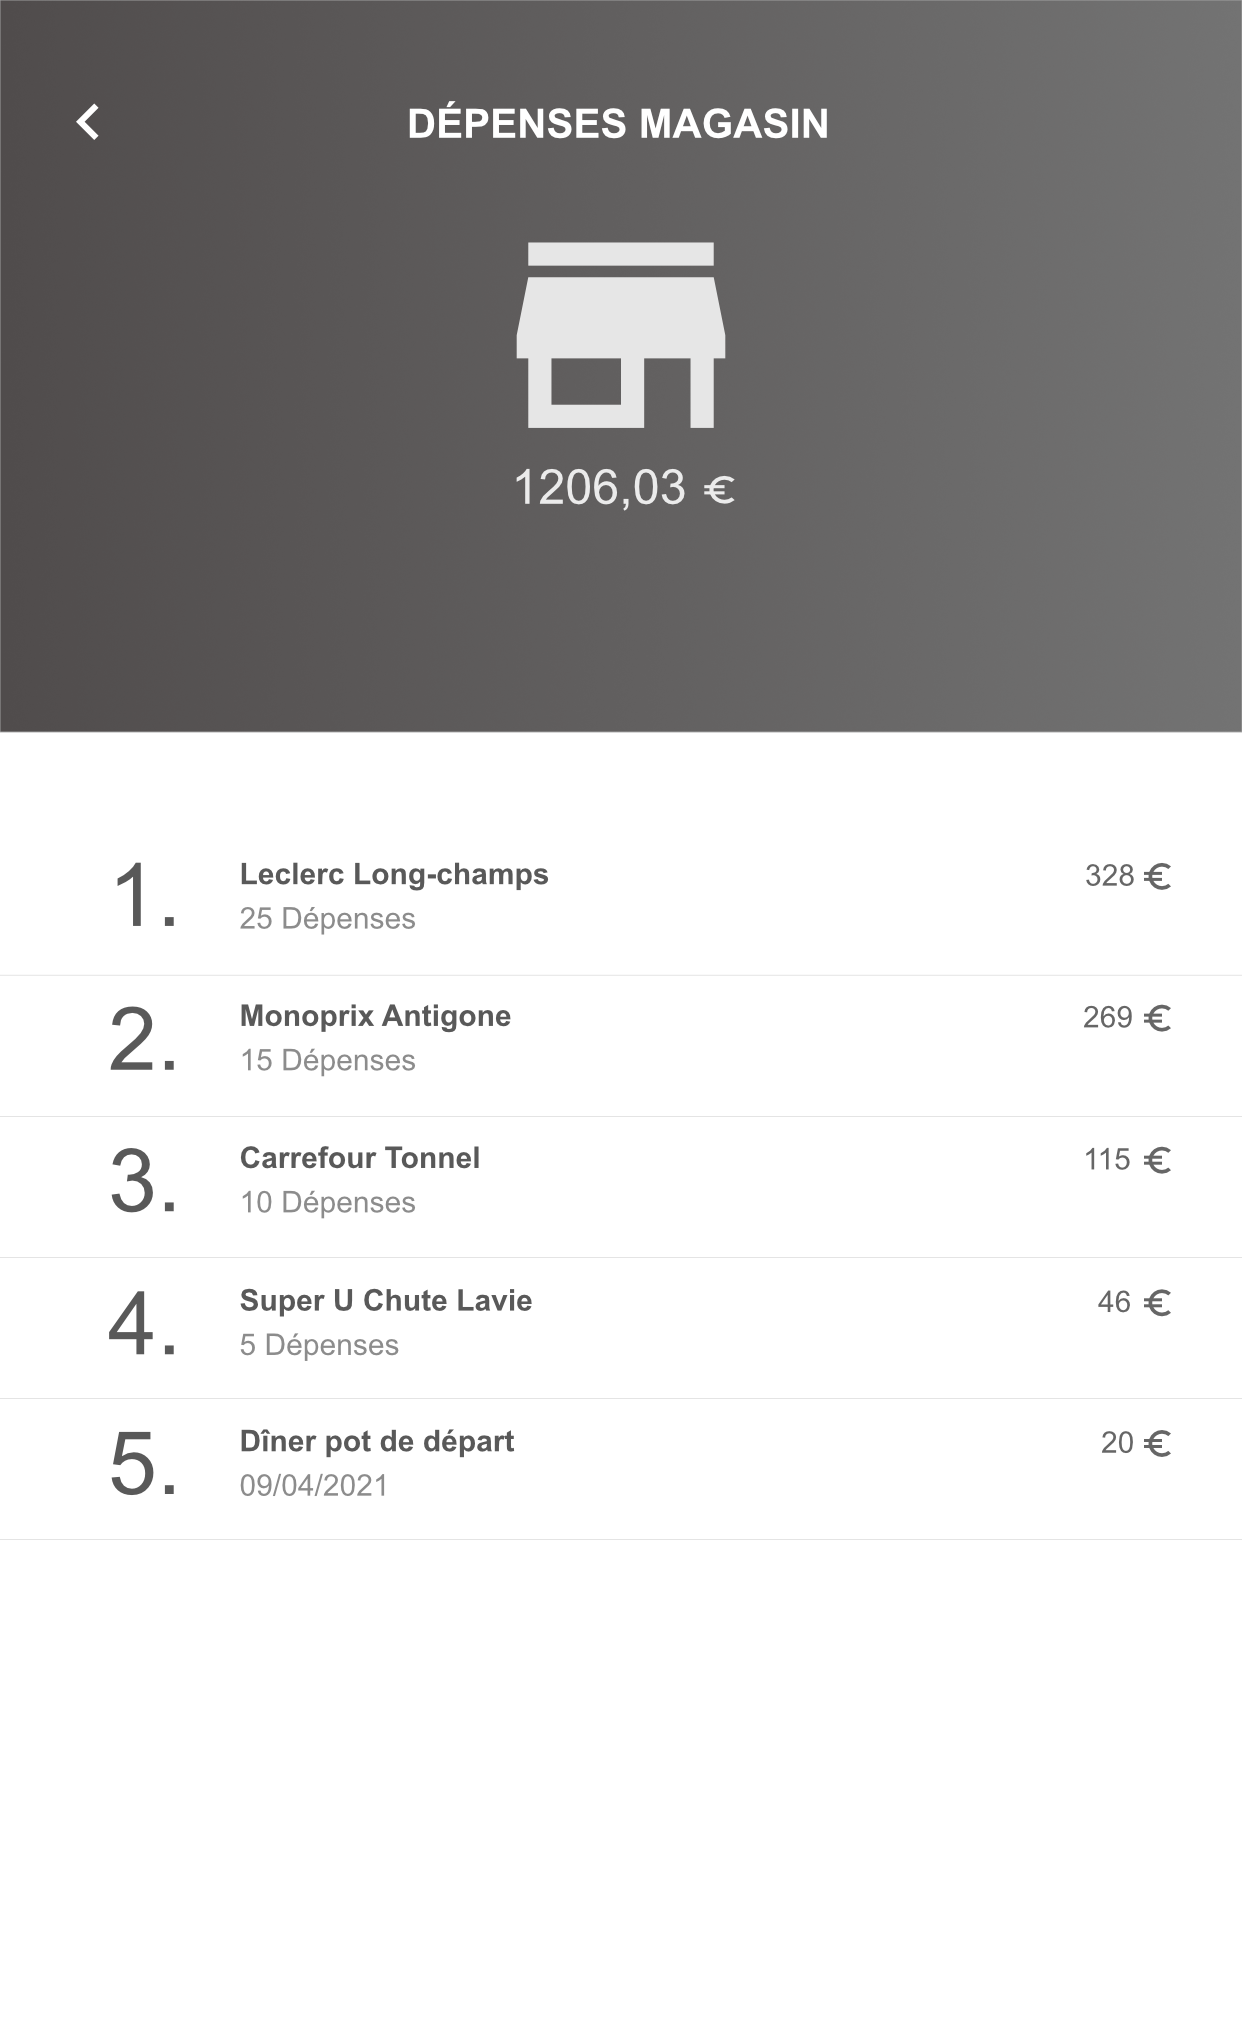 DÉPENSES MAGASIN
1206,03 €
1. Leclerc Long-champs 328 €
25 Dépenses
2. Monoprix Antigone 269 €
15 Dépenses
3. Carrefour Tonnel 115 €
10 Dépenses
4. Super U Chute Lavie 46 €
5 Dépenses
5. Dîner pot de départ 20 €
09/04/2021